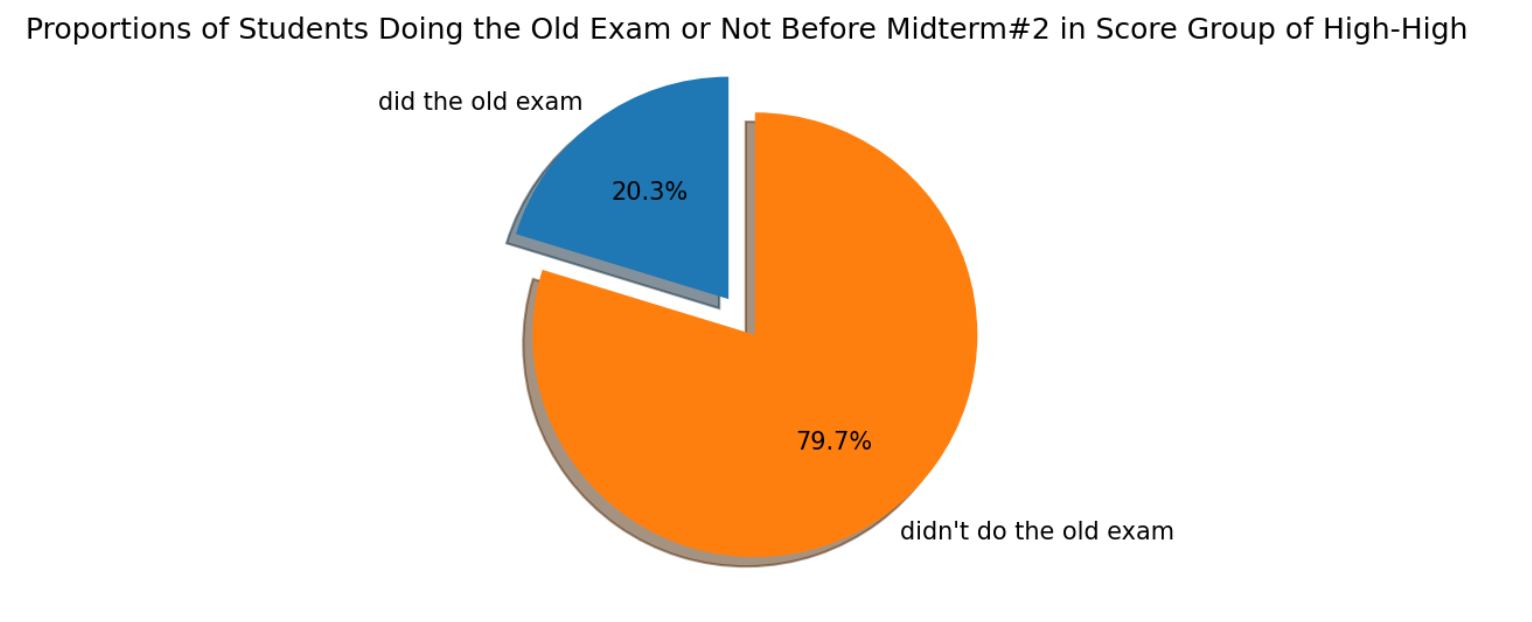 Proportions of Students Doing the Old Exam or Not Before Midterm#2 in Score Group of High-High
did the old exam
20.3%
79.7%
didn't do the old exam